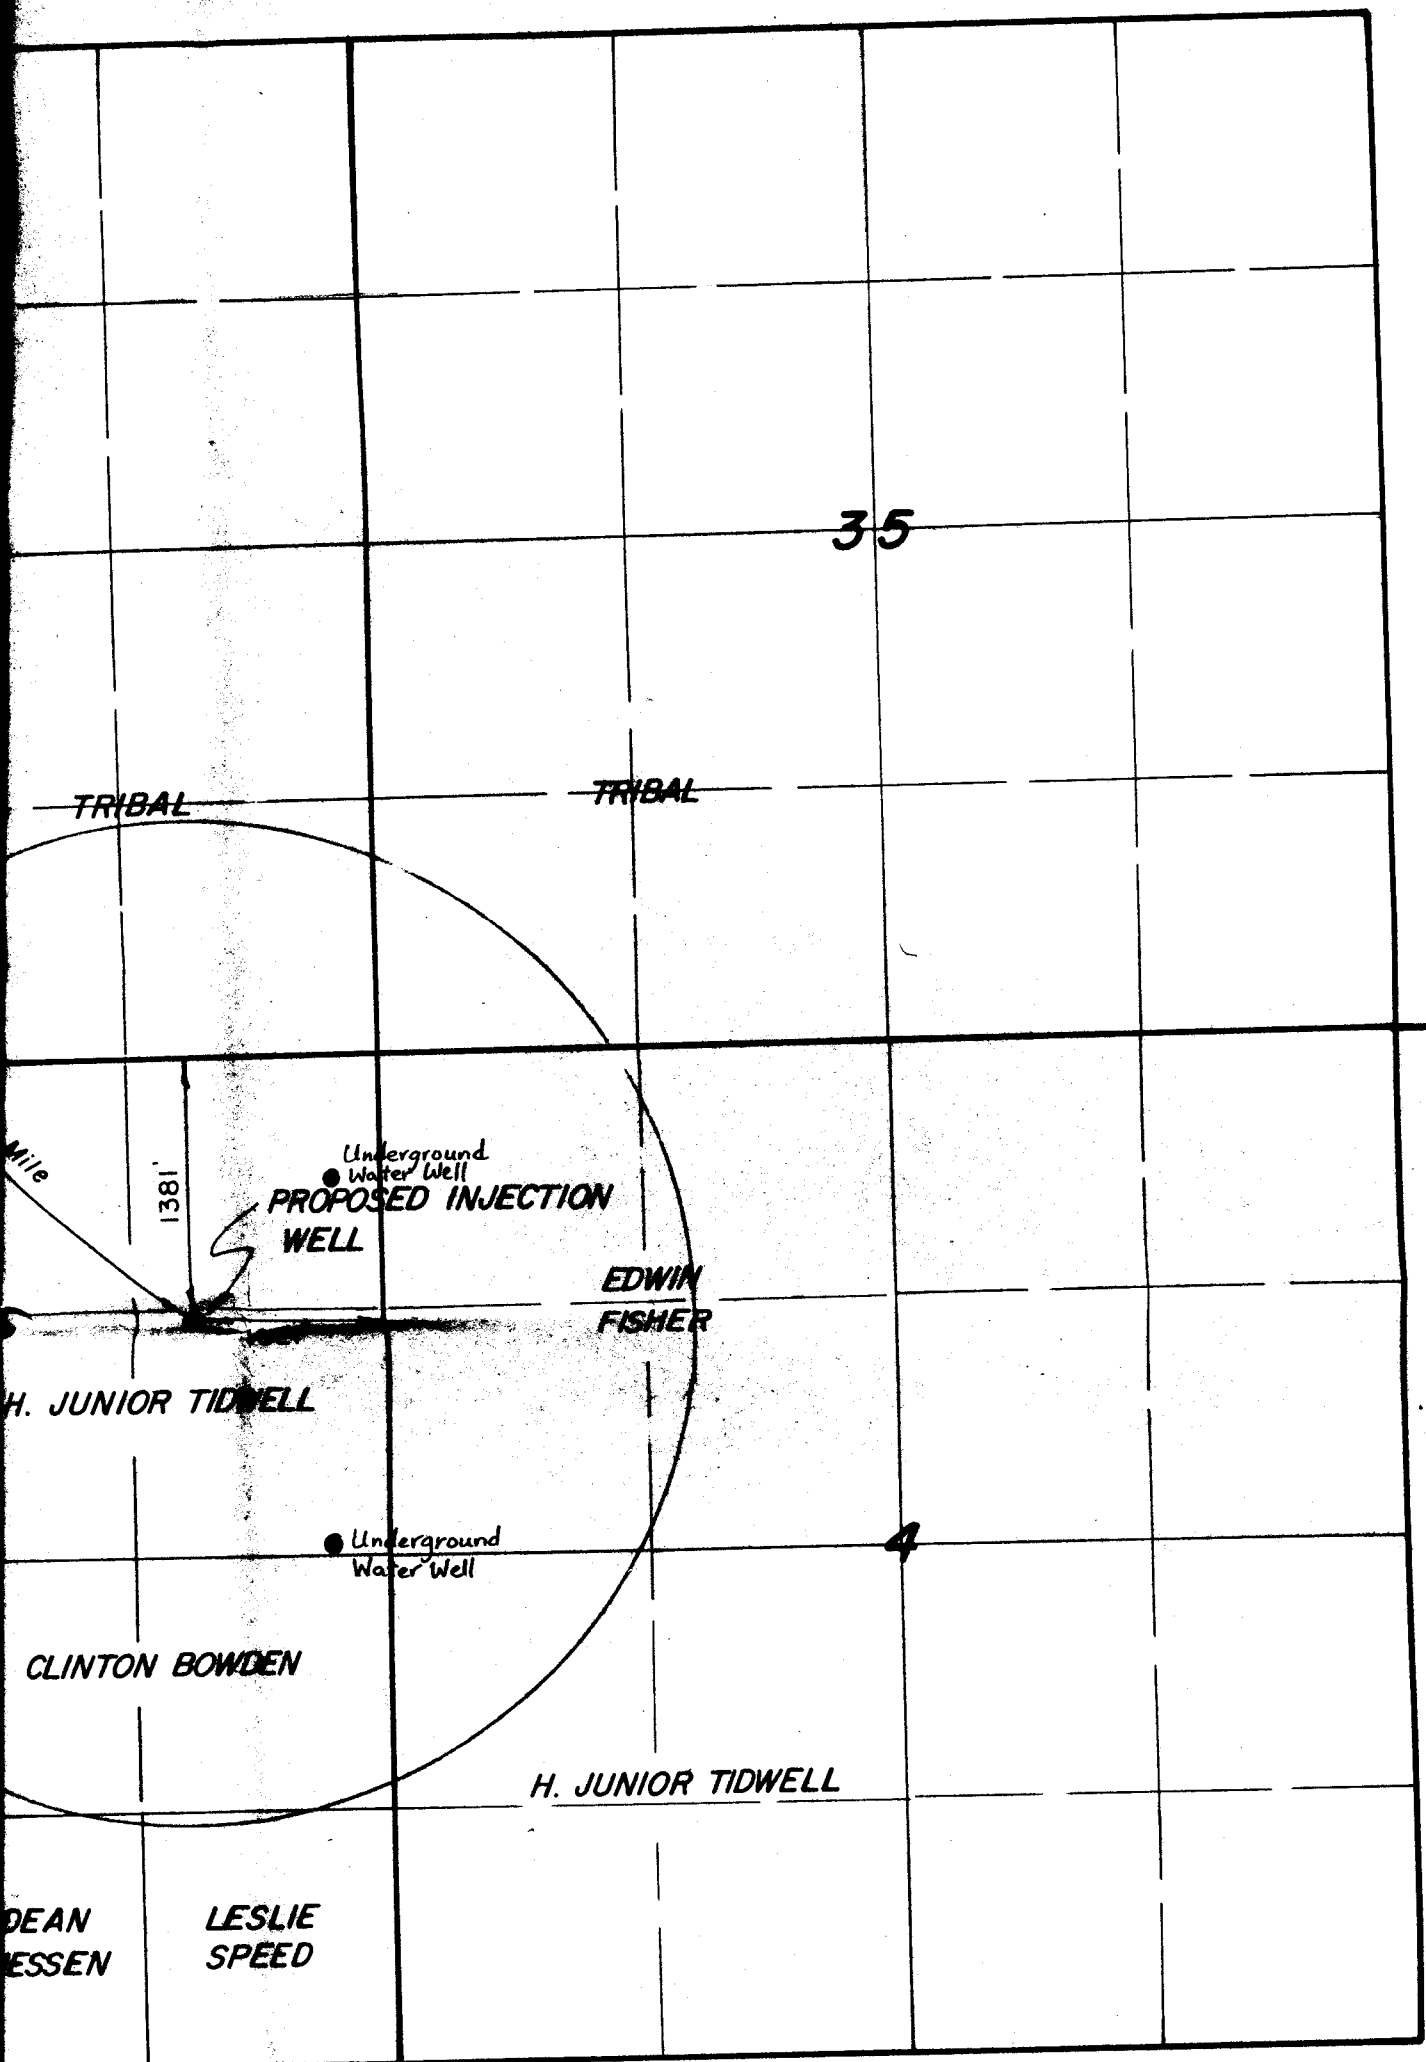 35
TRIBAL
TRIBAL
Mile
1381'
Underground
Water Well
PROPOSED INJECTION
WELL
EDWIN
FISHER
H. JUNIOR TIDWELL
4
Underground
Water Well
CLINTON BOWDEN
H. JUNIOR TIDWELL
DEAN
LESLIE
SPEED